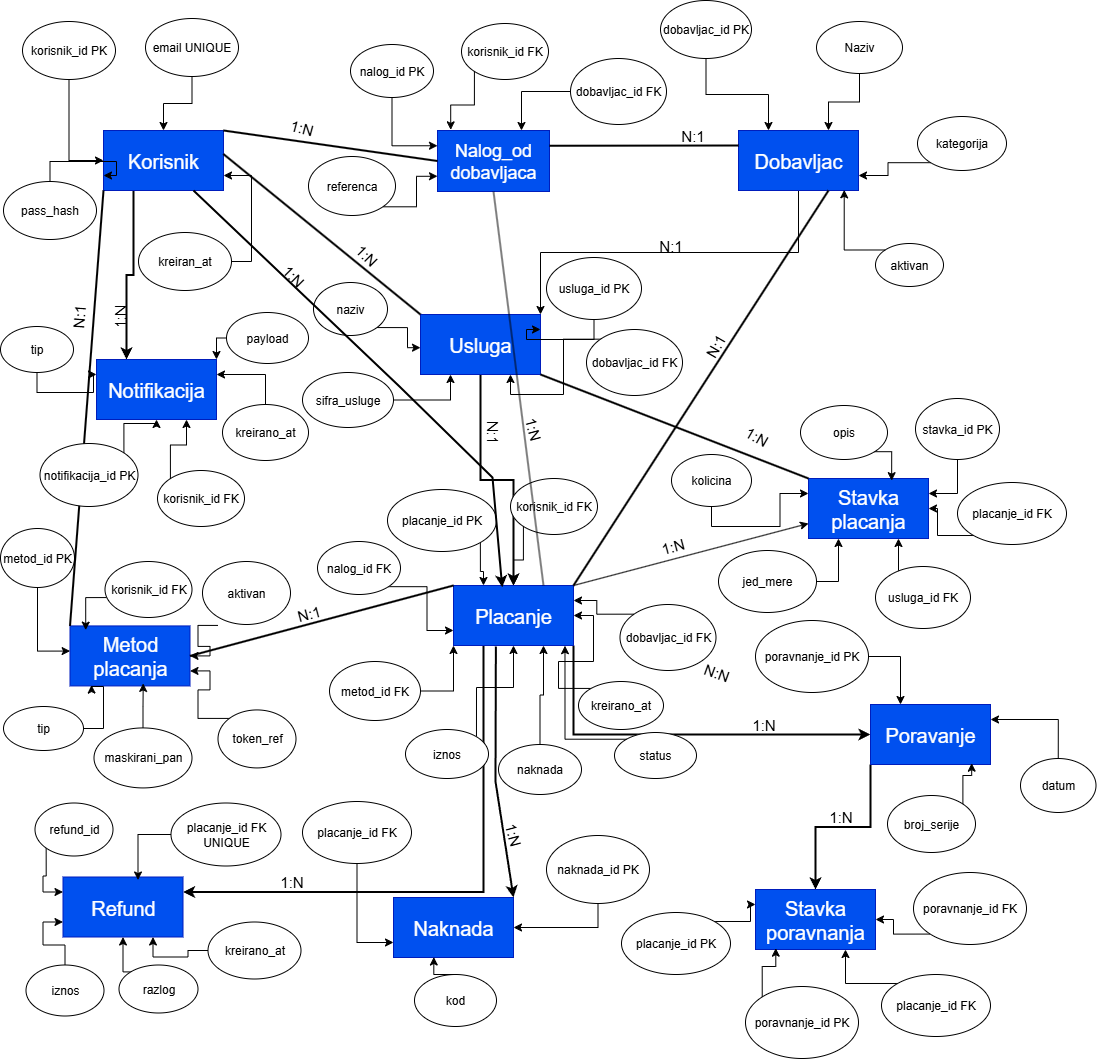 korisnik_id PK
email UNIQUE
nalog_id PK
korisnik_id FK
dobavljac_id FK
dobavljac_id PK
Naziv
kategorija
Korisnik
1:N
Nalog_od
dobavljaca
N:1
Dobavljac
pass_hash
referenca
kreiran_at
1:N
N:1
aktivan
1:N
usluga_id PK
naziv
N:1
1:N
Usluga
dobavljac_id FK
N:1
tip
payload
Notifikacija
sifra_usluge
kreirano_at
N:1
1:N
1:N
opis
stavka_id PK
notifikacija_id PK
korisnik_id FK
kolicina
Stavka
placanja
placanje_id FK
placanje_id PK
korisnik_id FK
1:N
metod_id PK
korisnik_id FK
aktivan
nalog_id FK
jed_mere
usluga_id FK
N:1
Placanje
dobavljac_id FK
Metod
placanja
poravnanje_id PK
N:N
metod_id FK
kreirano_at
tip
token_ref
maskirani_pan
iznos
naknada
status
1:N
Poravanje
datum
refund_id
placanje_id FK
UNIQUE
placanje_id FK
1:N
1:N
broj_serije
naknada_id PK
1:N
Refund
Naknada
Stavka
poravnanja
poravnanje_id FK
placanje_id PK
kreirano_at
iznos
razlog
kod
placanje_id FK
poravnanje_id PK